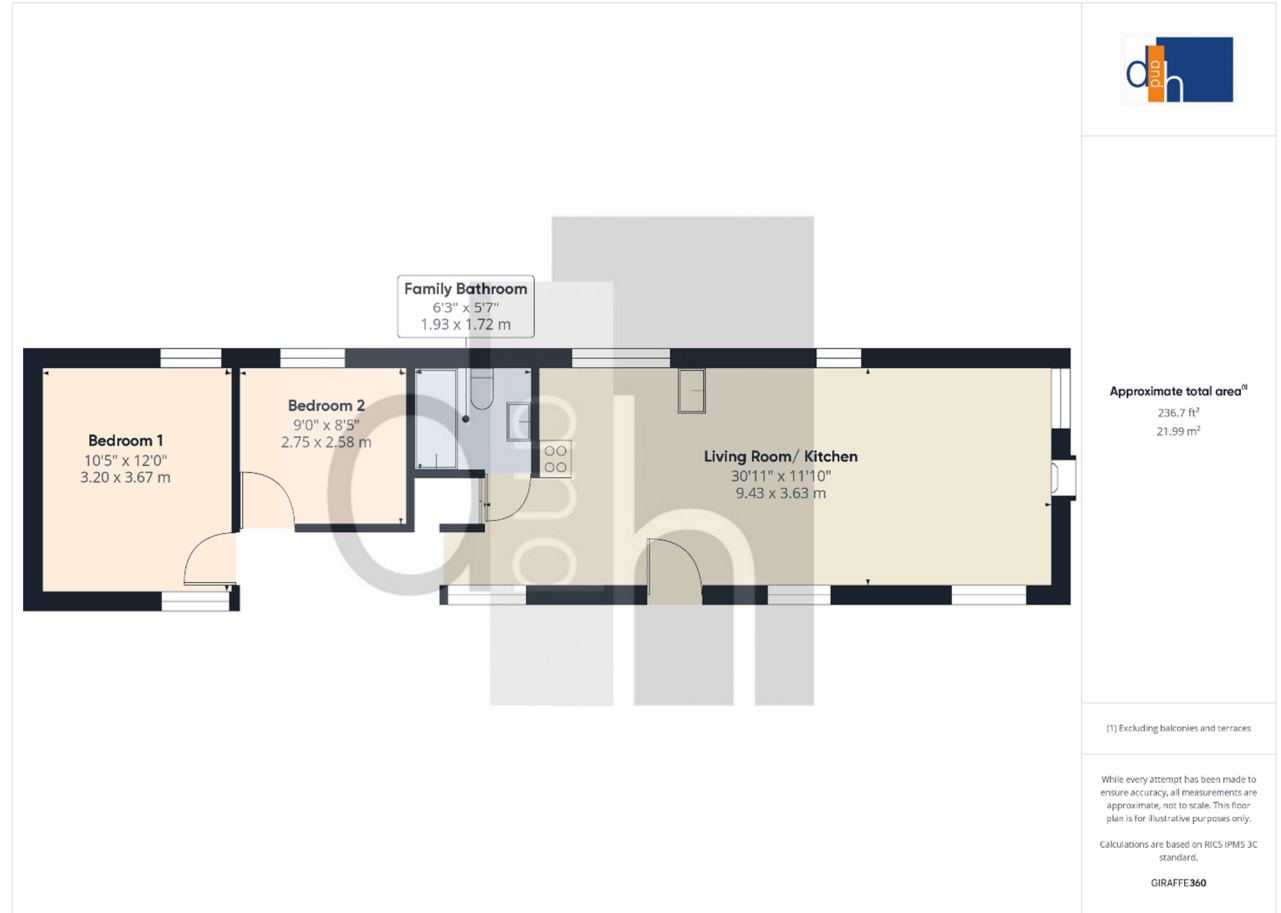 d and h
Family Bathroom
6'3" x 5'7"
1.93 x 1.72 m
Bedroom 1
10'5" x 12'0"
3.20 x 3.67 m
Bedroom 2
9'0" x 8'5"
2.75 x 2.58 m
Living Room/ Kitchen
30'11" x 11'10"
9.43 x 3.63 m
d and h
Approximate total area⁽¹⁾
236.7 ft²
21.99 m²
(1) Excluding balconies and terraces
While every attempt has been made to
ensure accuracy, all measurements are
approximate, not to scale. This floor
plan is for illustrative purposes only.
Calculations are based on RICS IPMS 3C
standard.
GIRAFFE360